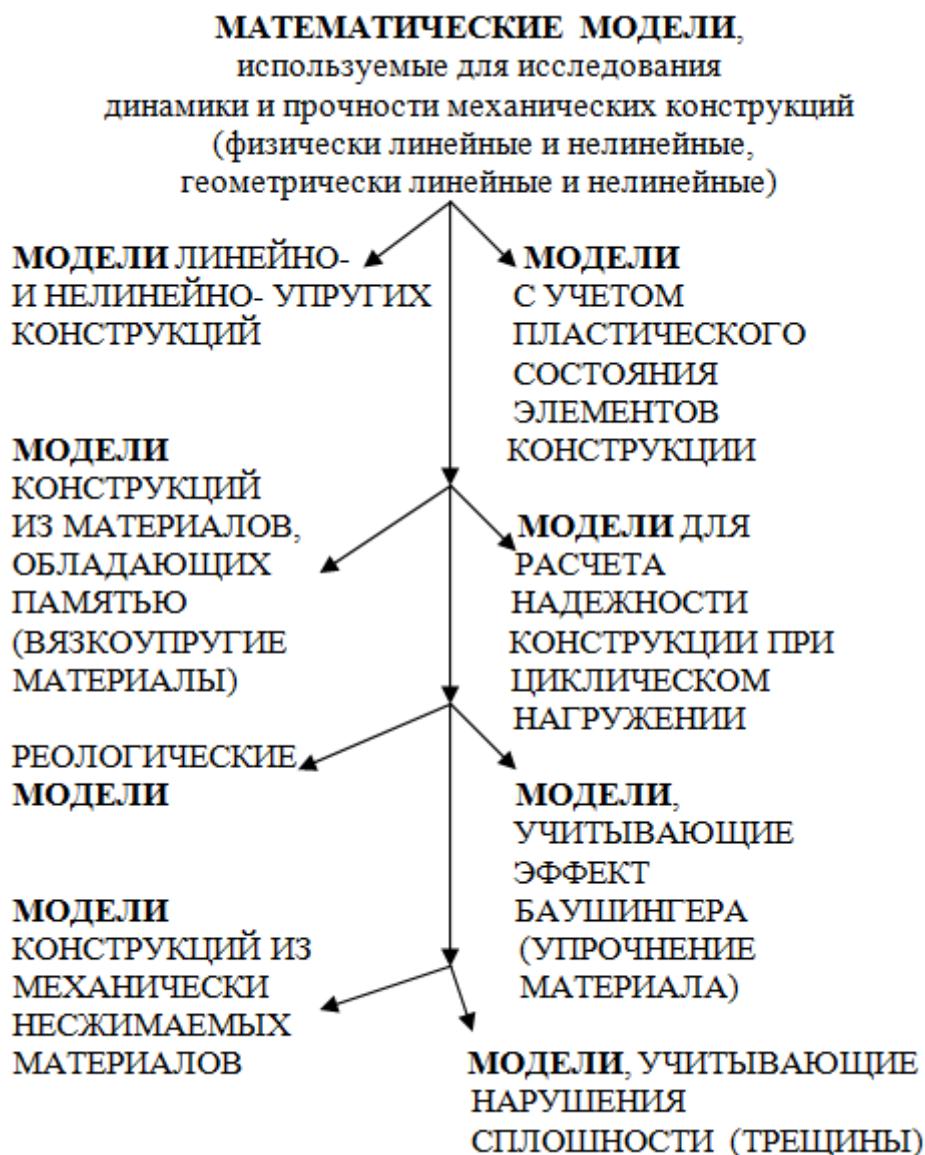 МАТЕМАТИЧЕСКИЕ МОДЕЛИ,
используемые для исследования
динамики и прочности механических конструкций
(физически линейные и нелинейные,
геометрически линейные и нелинейные)
МОДЕЛИ ЛИНЕЙНО-
И НЕЛИНЕЙНО- УПРУГИХ
КОНСТРУКЦИЙ
МОДЕЛИ
С УЧЕТОМ
ПЛАСТИЧЕСКОГО
СОСТОЯНИЯ
ЭЛЕМЕНТОВ
КОНСТРУКЦИИ
МОДЕЛИ
КОНСТРУКЦИЙ
ИЗ МАТЕРИАЛОВ,
ОБЛАДАЮЩИХ
ПАМЯТЬЮ
(ВЯЗКОУПРУГИЕ
МАТЕРИАЛЫ)
МОДЕЛИ ДЛЯ
РАСЧЕТА
НАДЕЖНОСТИ
КОНСТРУКЦИИ ПРИ
ЦИКЛИЧЕСКОМ
НАГРУЖЕНИИ
РЕОЛОГИЧЕСКИЕ
МОДЕЛИ
МОДЕЛИ,
УЧИТЫВАЮЩИЕ
ЭФФЕКТ
БАУШИНГЕРА
(УПРОЧНЕНИЕ
МАТЕРИАЛА)
МОДЕЛИ
КОНСТРУКЦИЙ ИЗ
МЕХАНИЧЕСКИ
НЕСЖИМАЕМЫХ
МАТЕРИАЛОВ
МОДЕЛИ, УЧИТЫВАЮЩИЕ
НАРУШЕНИЯ
СПЛОШНОСТИ (ТРЕЩИНЫ)